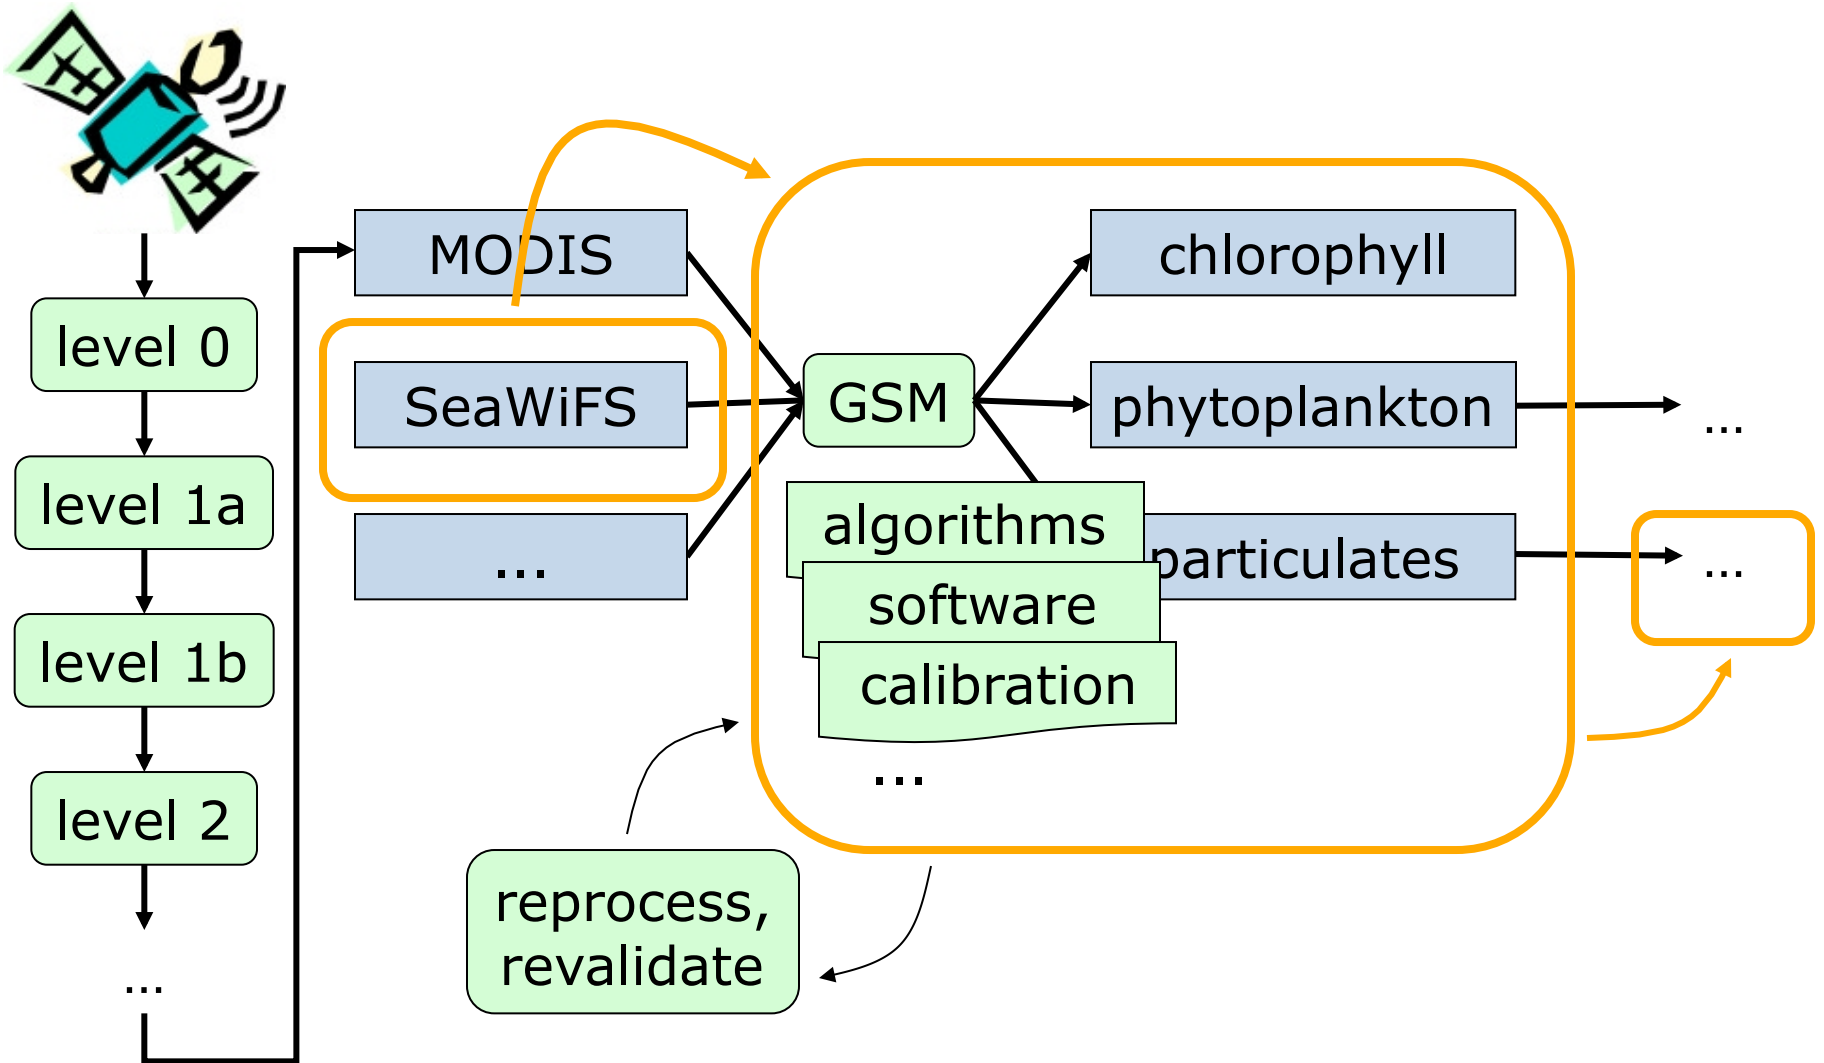 level 0
level 1a
level 1b
level 2
...
MODIS
SeaWiFS
...
GSM
algorithms
software
calibration
...
chlorophyll
phytoplankton
particulates
...
...
reprocess,
revalidate